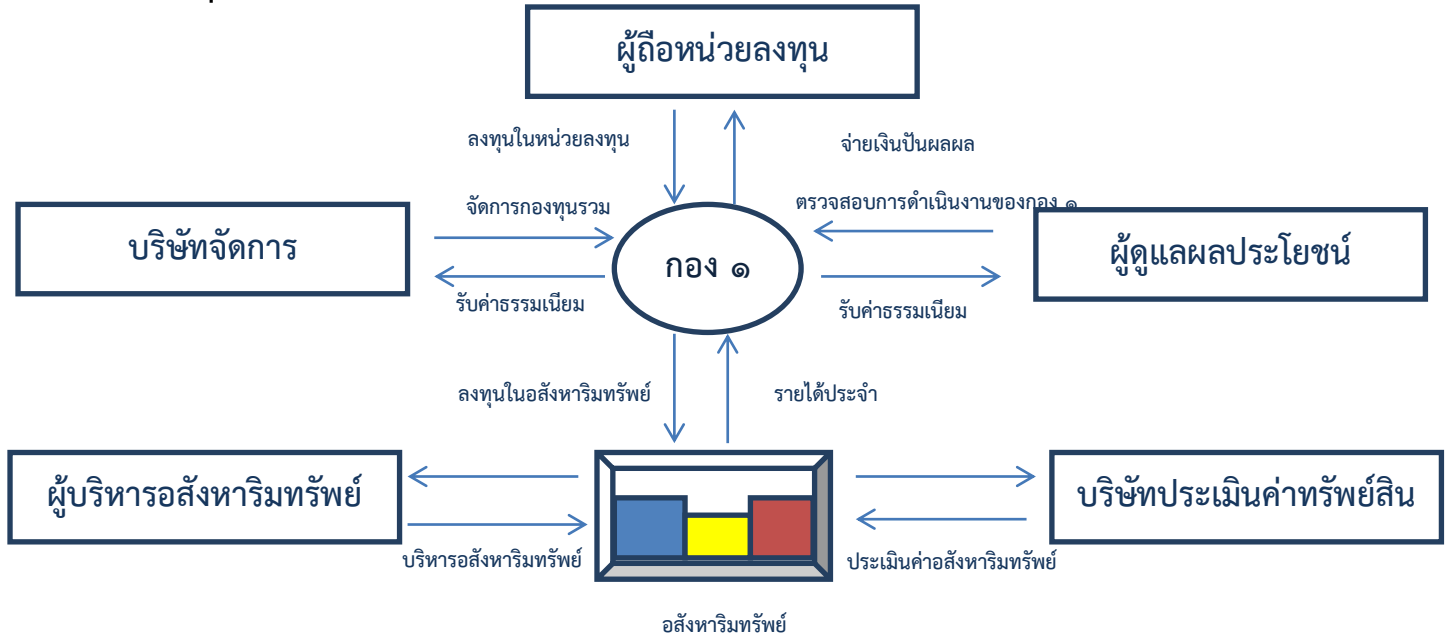 ผู้ถือหน่วยลงทุน
ลงทุนในหน่วยลงทุน
จ่ายเงินปันผลผล
จัดการกองทุนรวม
ตรวจสอบการดำเนินงานของกอง ๑
บริษัทจัดการ
กอง ๑
ผู้ดูแลผลประโยชน์
รับค่าธรรมเนียม
รับค่าธรรมเนียม
ลงทุนในอสังหาริมทรัพย์
รายได้ประจำ
ผู้บริหารอสังหาริมทรัพย์
บริษัทประเมินค่าทรัพย์สิน
บริหารอสังหาริมทรัพย์
ประเมินค่าอสังหาริมทรัพย์
อสังหาริมทรัพย์